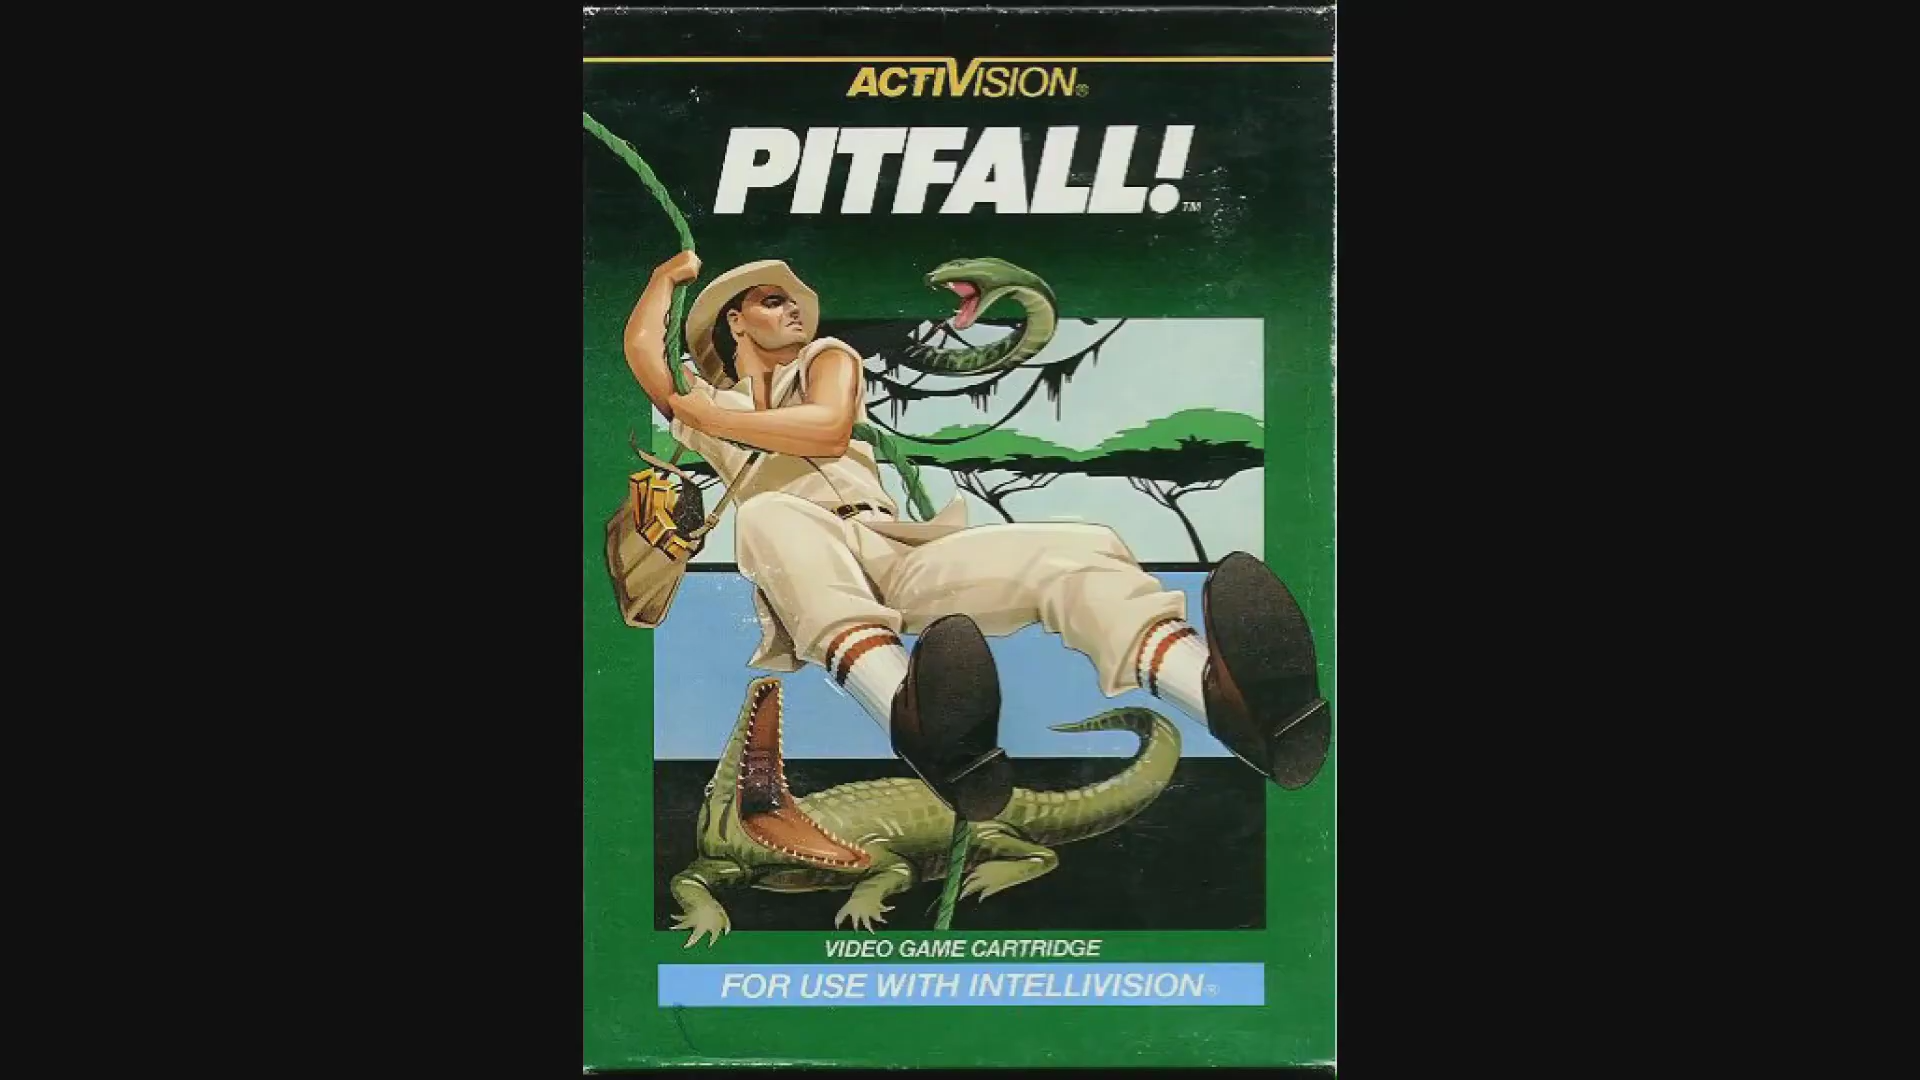 ACTIVISION®
PITFALL!™
VIDEO GAME CARTRIDGE
FOR USE WITH INTELLIVISION®